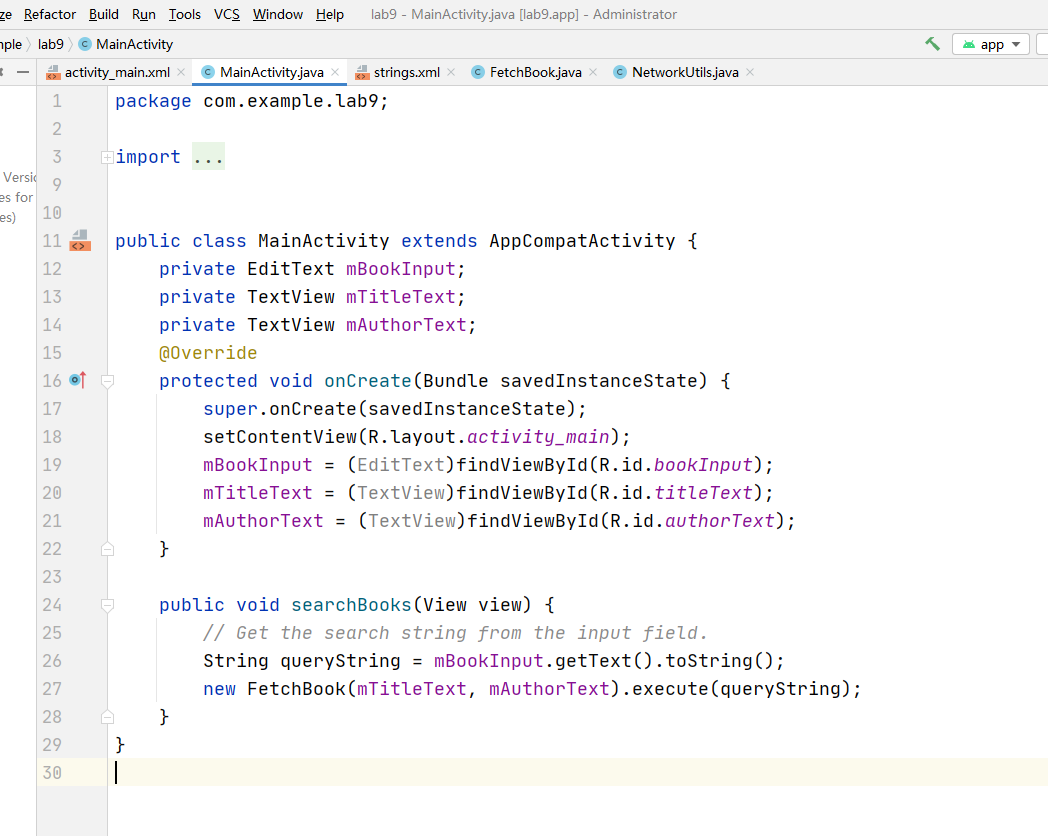 ze Refactor Build Run Tools VCS Window Help lab9 - MainActivity.java [lab9.app] - Administrator
nple lab9 MainActivity app
activity_main.xml MainActivity.java strings.xml FetchBook.java NetworkUtils.java
1 package com.example.lab9;
2
3 import ...
Versic
9
es for
10
es)
11 public class MainActivity extends AppCompatActivity {
12 private EditText mBookInput;
13 private TextView mTitleText;
14 private TextView mAuthorText;
15 @Override
16 protected void onCreate(Bundle savedInstanceState) {
17 super.onCreate(savedInstanceState);
18 setContentView(R.layout.activity_main);
19 mBookInput = (EditText)findViewById(R.id.bookInput);
20 mTitleText = (TextView)findViewById(R.id.titleText);
21 mAuthorText = (TextView)findViewById(R.id.authorText);
22 }
23
24 public void searchBooks(View view) {
25 // Get the search string from the input field.
26 String queryString = mBookInput.getText().toString();
27 new FetchBook(mTitleText, mAuthorText).execute(queryString);
28 }
29 }
30